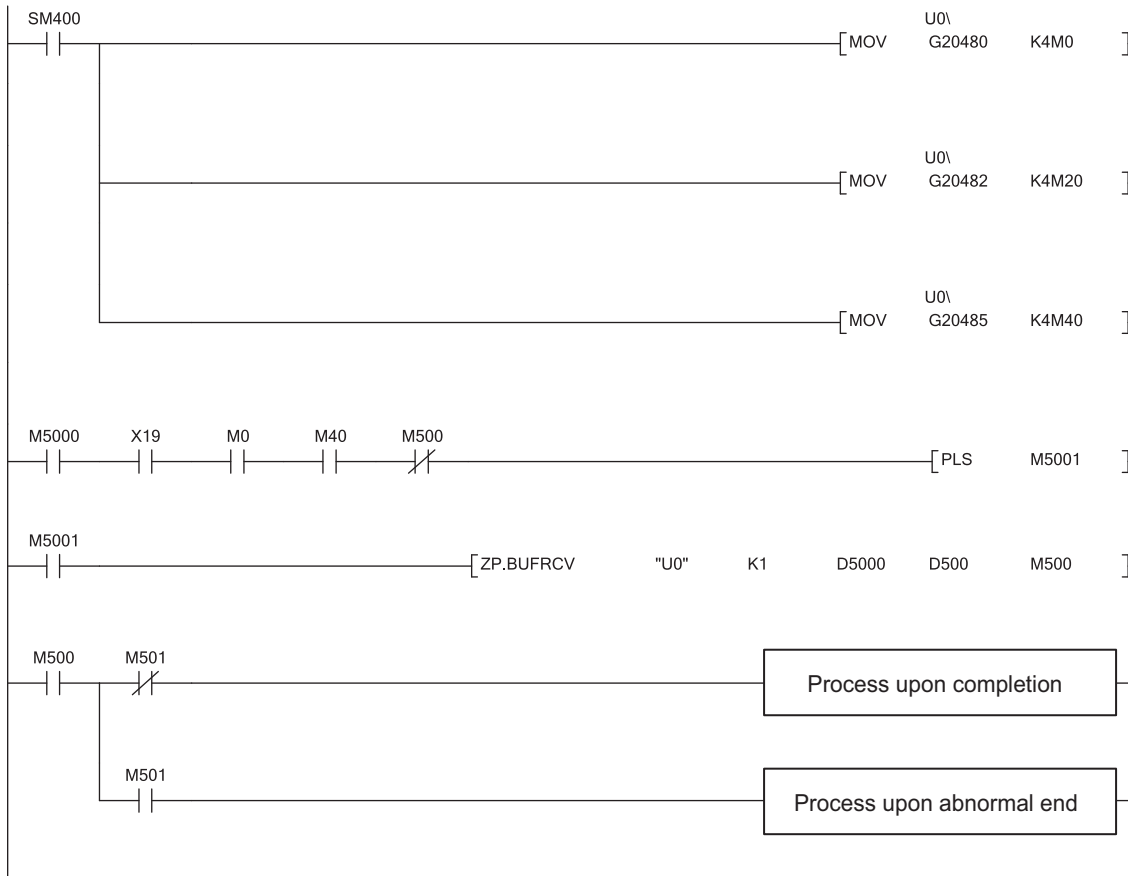 SM400
U0\
MOV G20480 K4M0
U0\
MOV G20482 K4M20
U0\
MOV G20485 K4M40
M5000 X19 M0 M40 M500
PLS M5001
M5001
ZP.BUFRCV "U0" K1 D5000 D500 M500
M500 M501
Process upon completion
M501
Process upon abnormal end